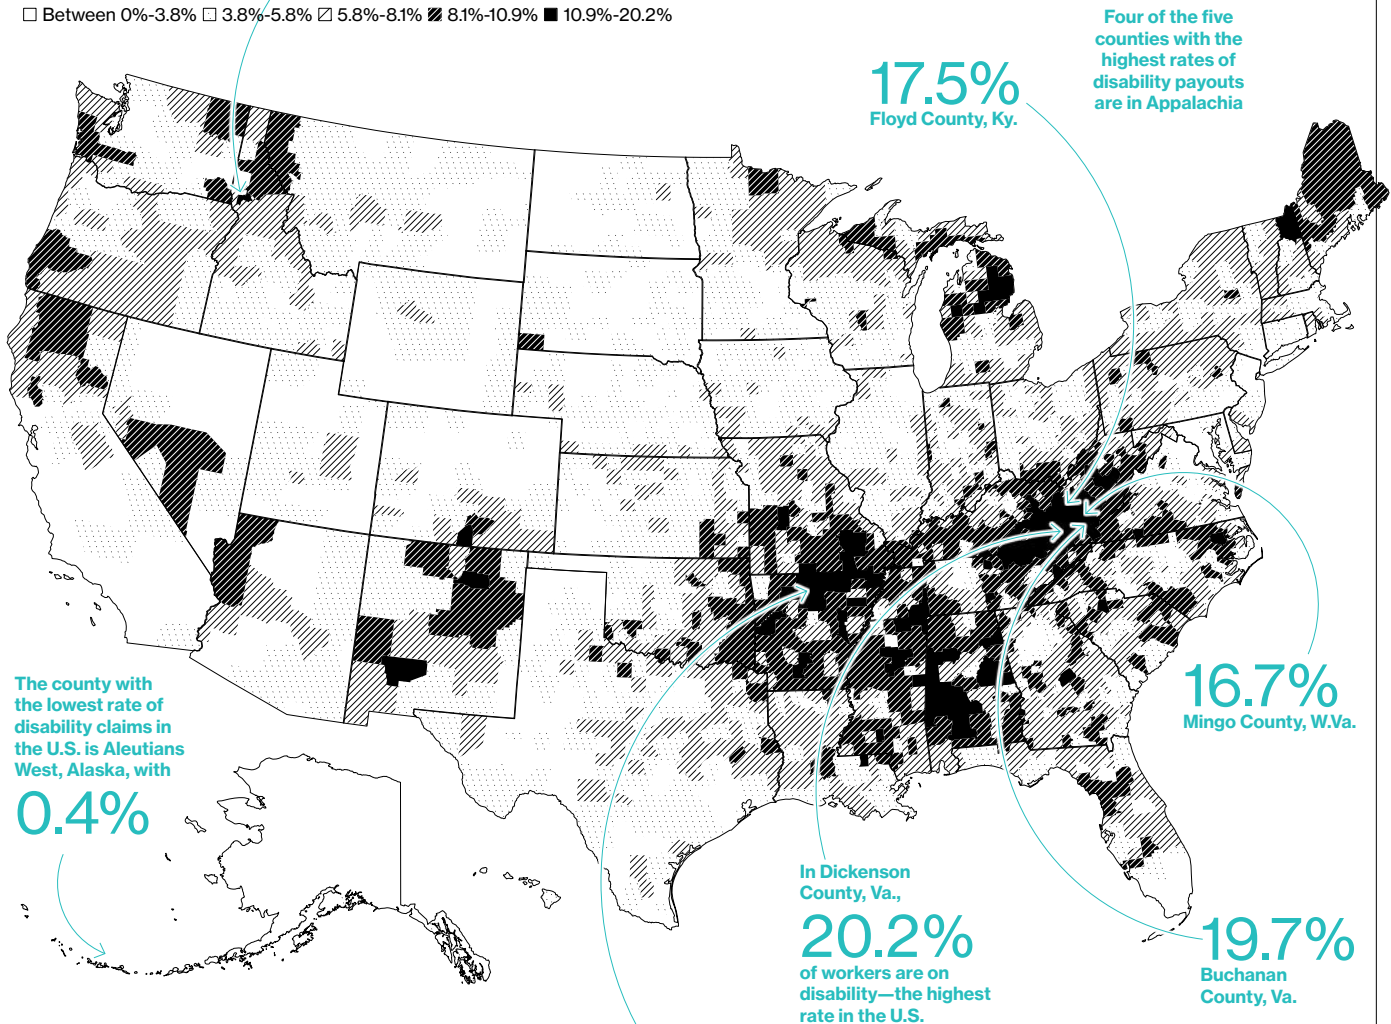 Between 0%-3.8% 3.8%-5.8% 5.8%-8.1% 8.1%-10.9% 10.9%-20.2%
Four of the five
counties with the
highest rates of
disability payouts
are in Appalachia
17.5%
Floyd County, Ky.
16.7%
Mingo County, W.Va.
The county with
the lowest rate of
disability claims in
the U.S. is Aleutians
West, Alaska, with
0.4%
In Dickenson
County, Va.,
20.2%
of workers are on
disability—the highest
rate in the U.S.
19.7%
Buchanan
County, Va.